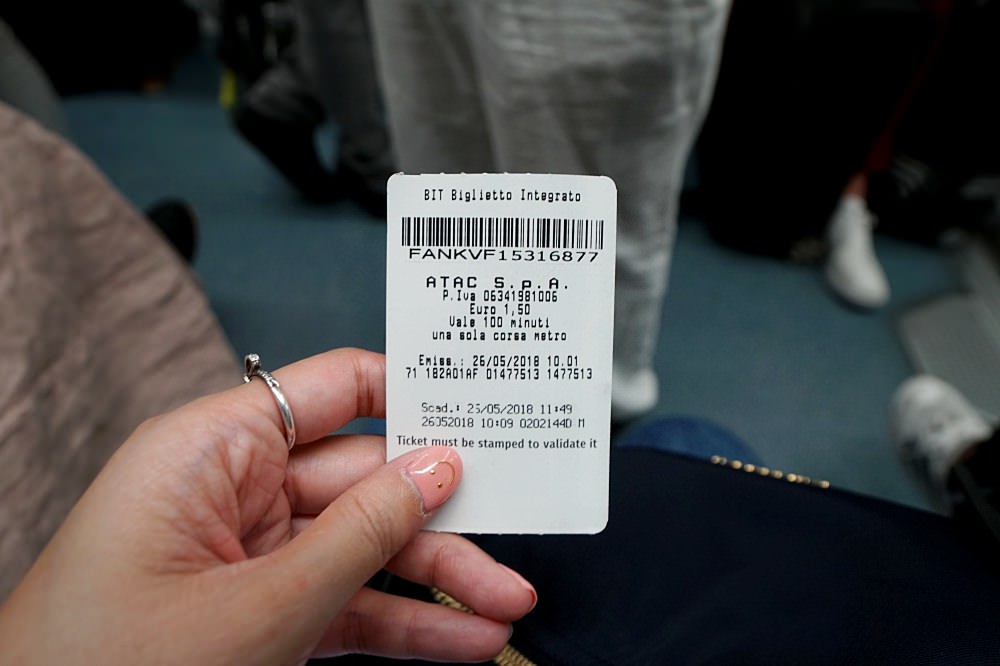 BIT Biglietto Integrato
FANKVF15316877
ATAC S.p.A.
P.Iva 06341981006
Euro 1,50
Vale 100 minuti
una sola corsa metro
Emiss.: 26/05/2018 10.01
71 1B2A01AF 01477513 1477513
Scad.: 26/05/2018 11:49
26052018 10:09 0202144D M
Ticket must be stamped to validate it